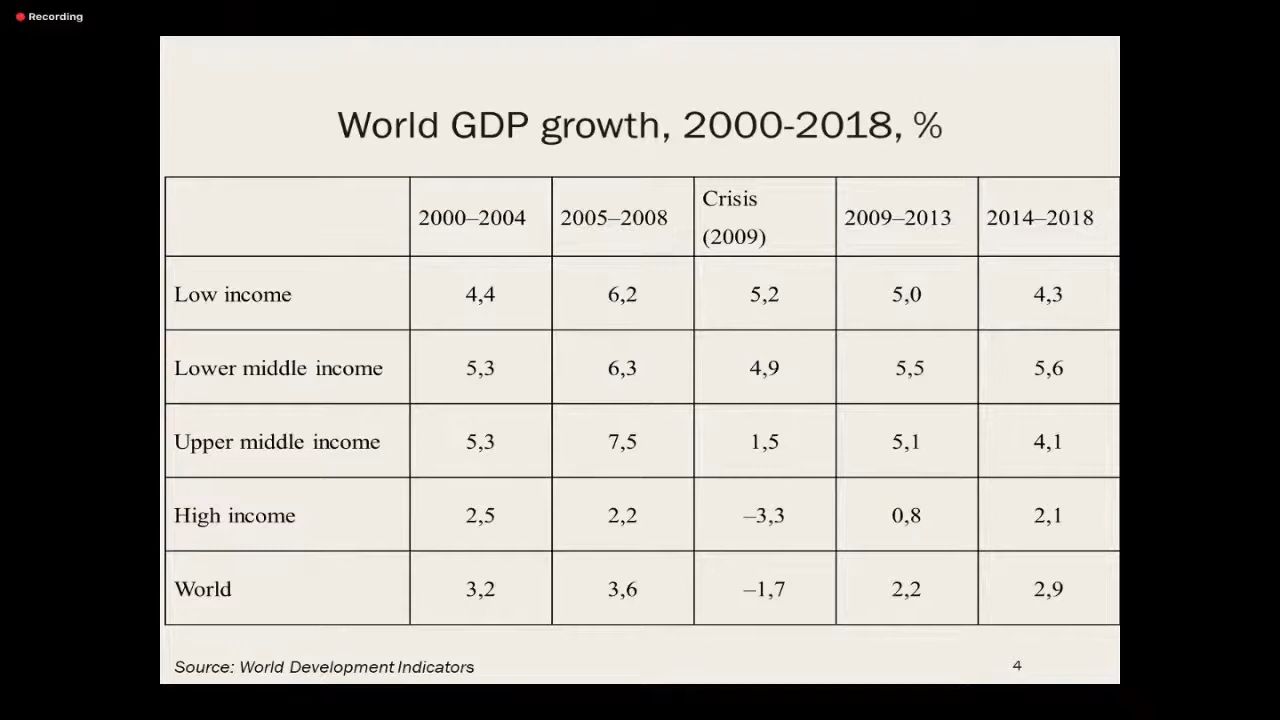 Recording
World GDP growth, 2000-2018, %
2000–2004 2005–2008 Crisis (2009) 2009–2013 2014–2018
Low income 4,4 6,2 5,2 5,0 4,3
Lower middle income 5,3 6,3 4,9 5,5 5,6
Upper middle income 5,3 7,5 1,5 5,1 4,1
High income 2,5 2,2 –3,3 0,8 2,1
World 3,2 3,6 –1,7 2,2 2,9
Source: World Development Indicators
4